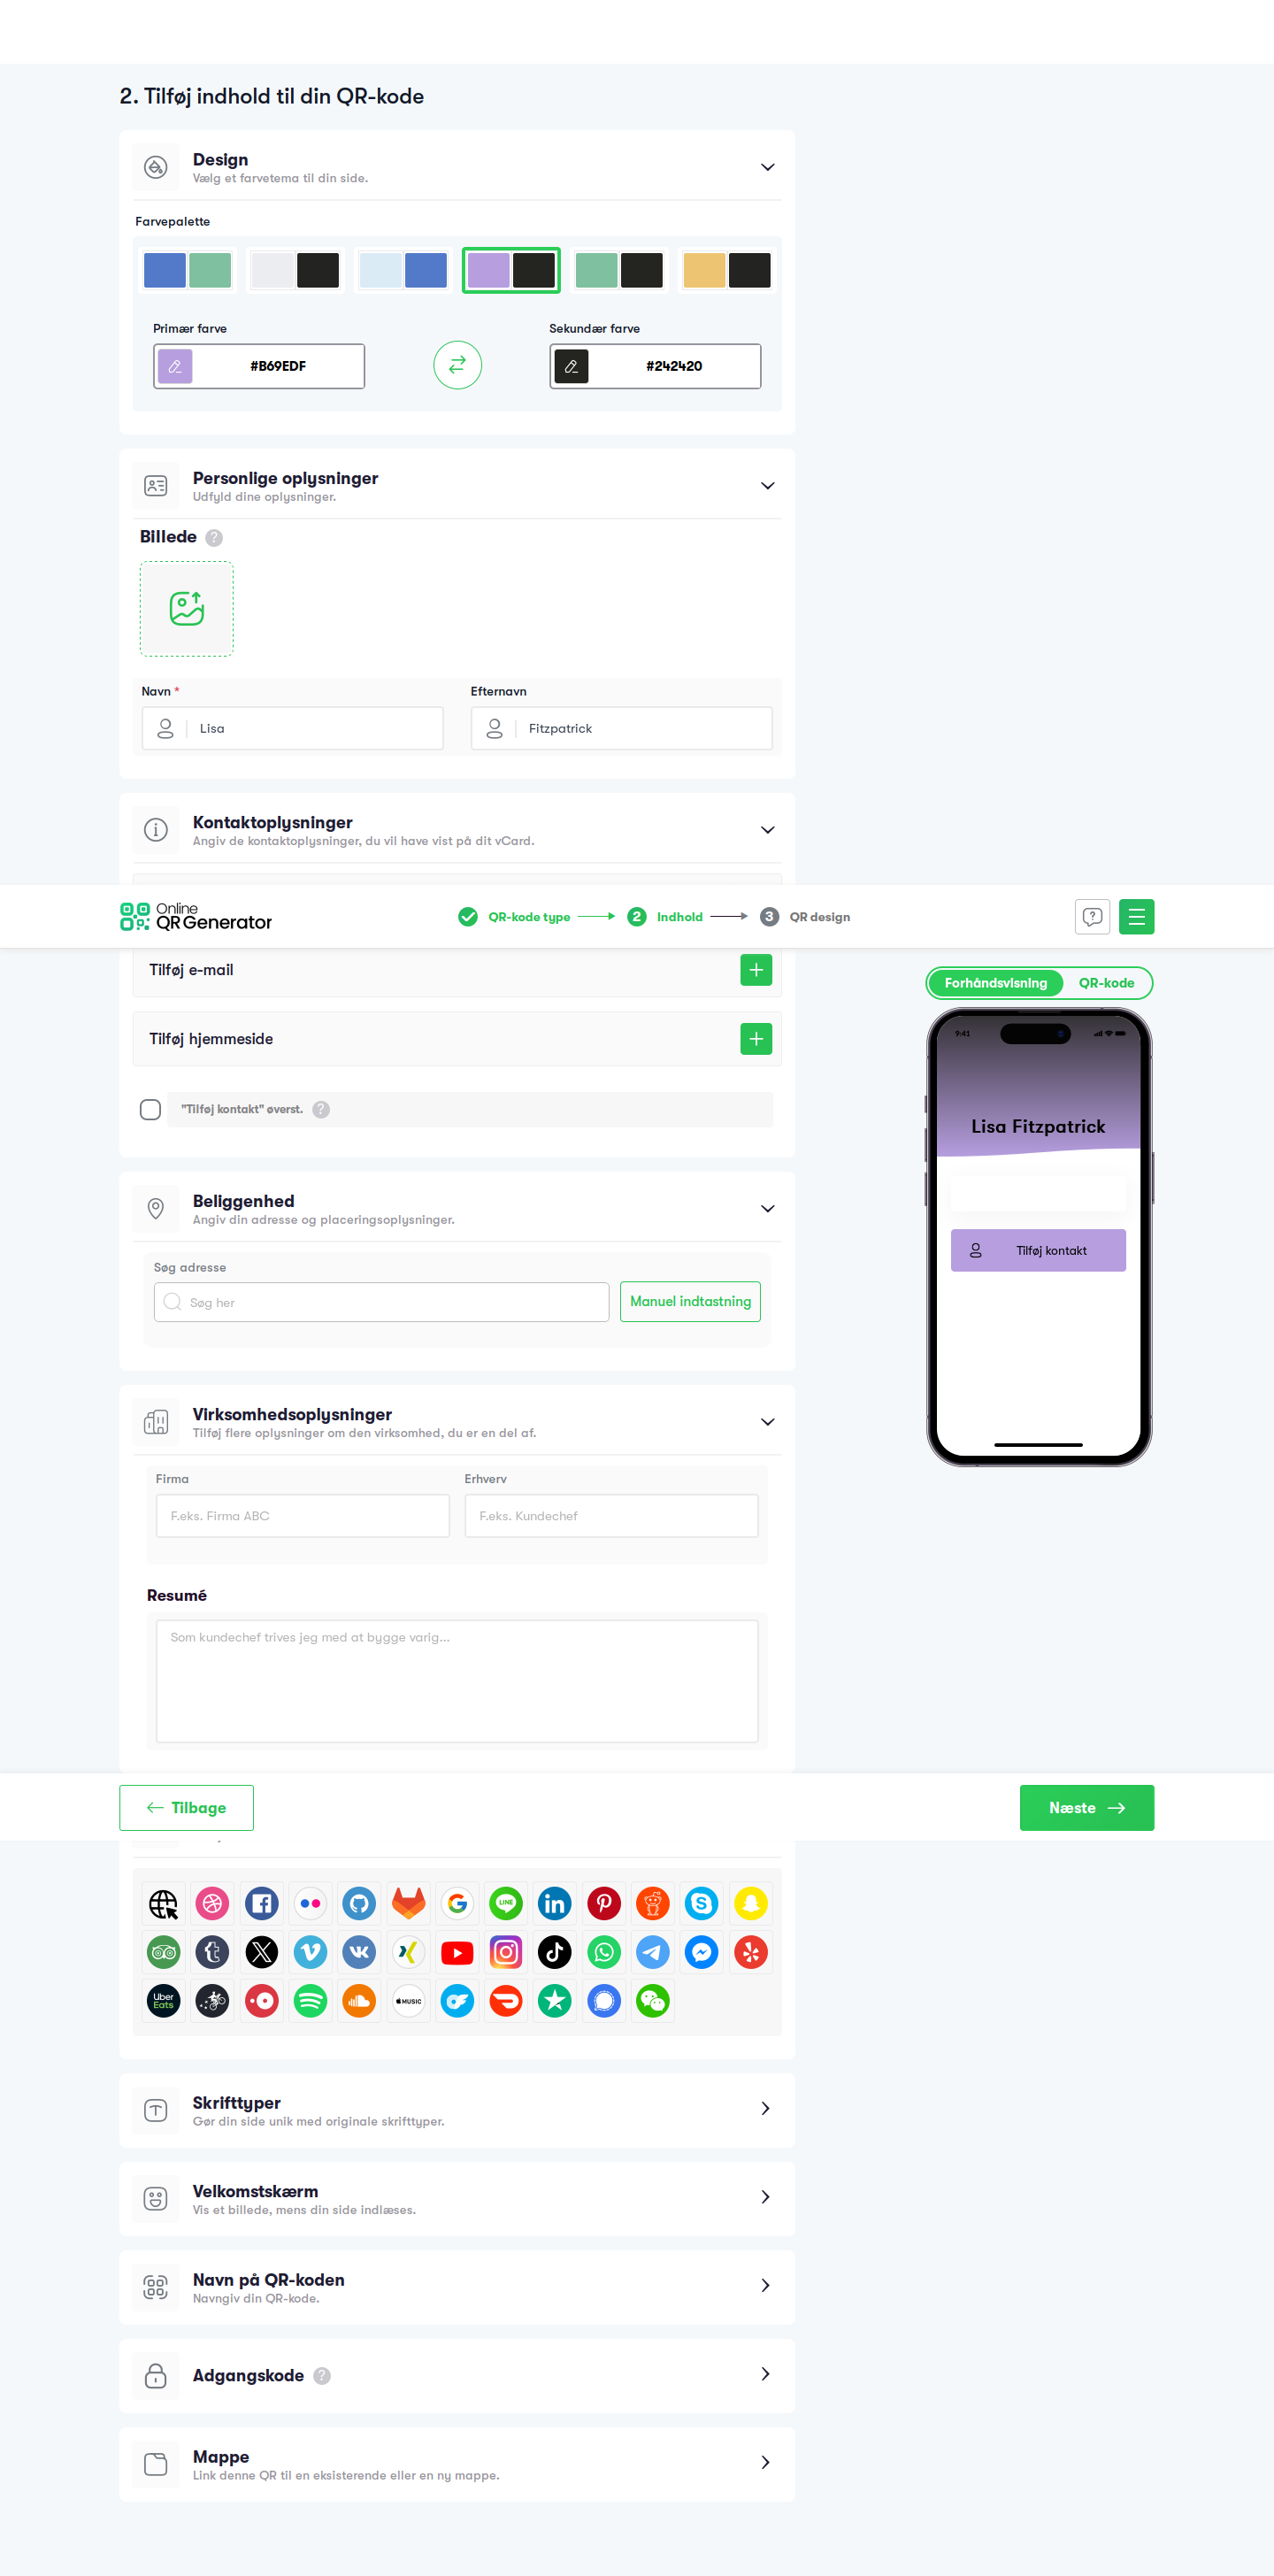 2. Tilføj indhold til din QR-kode
Design
Vælg et farvetema til din side.
Farvepalette
Primær farve
Sekundær farve
#B69EDF
#242420
Personlige oplysninger
Udfyld dine oplysninger.
Billede ?
Navn *
Efternavn
Lisa
Fitzpatrick
Kontaktoplysninger
Angiv de kontaktoplysninger, du vil have vist på dit vCard.
Online
QR Generator
QR-kode type
2 Indhold
3 QR design
?
Tilføj e-mail
Tilføj hjemmeside
"Tilføj kontakt" øverst. ?
Forhåndsvisning
QR-kode
9:41
Lisa Fitzpatrick
Tilføj kontakt
Beliggenhed
Angiv din adresse og placeringsoplysninger.
Søg adresse
Søg her
Manuel indtastning
Virksomhedsoplysninger
Tilføj flere oplysninger om den virksomhed, du er en del af.
Firma
Erhverv
F.eks. Firma ABC
F.eks. Kundechef
Resumé
Som kundechef trives jeg med at bygge varig...
Tilbage
Næste
LINE
in
Uber
Eats
MUSIC
Skrifttyper
Gør din side unik med originale skrifttyper.
Velkomstskærm
Vis et billede, mens din side indlæses.
Navn på QR-koden
Navngiv din QR-kode.
Adgangskode ?
Mappe
Link denne QR til en eksisterende eller en ny mappe.